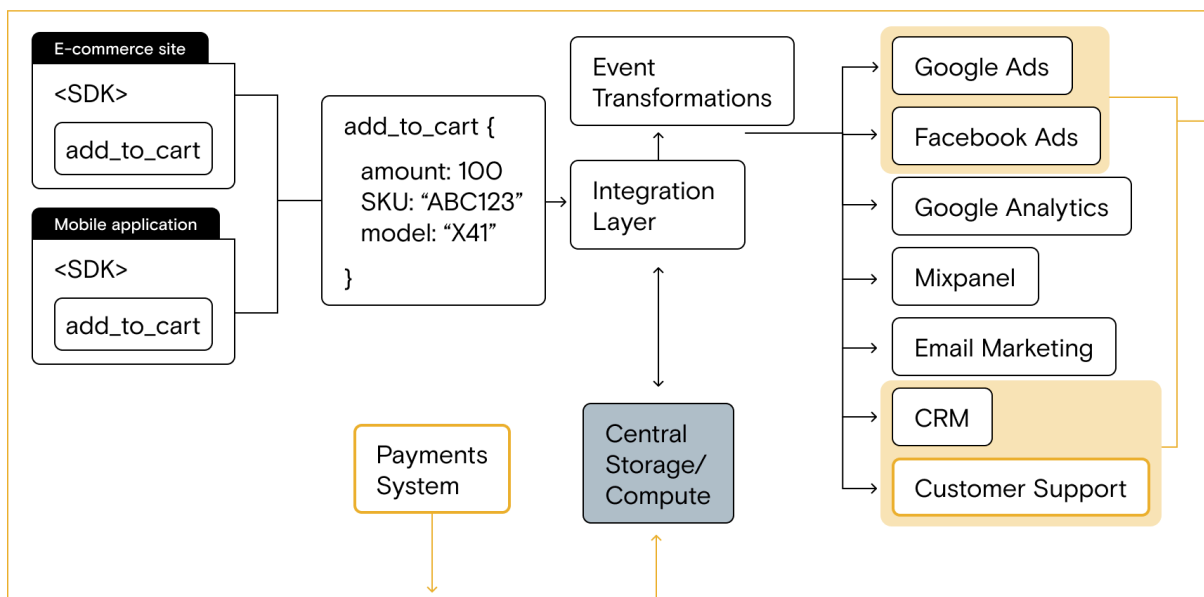 E-commerce site
<SDK>
add_to_cart
Mobile application
<SDK>
add_to_cart
add_to_cart {
amount: 100
SKU: “ABC123”
model: “X41”
}
Event
Transformations
Integration
Layer
Central
Storage/
Compute
Payments
System
Google Ads
Facebook Ads
Google Analytics
Mixpanel
Email Marketing
CRM
Customer Support